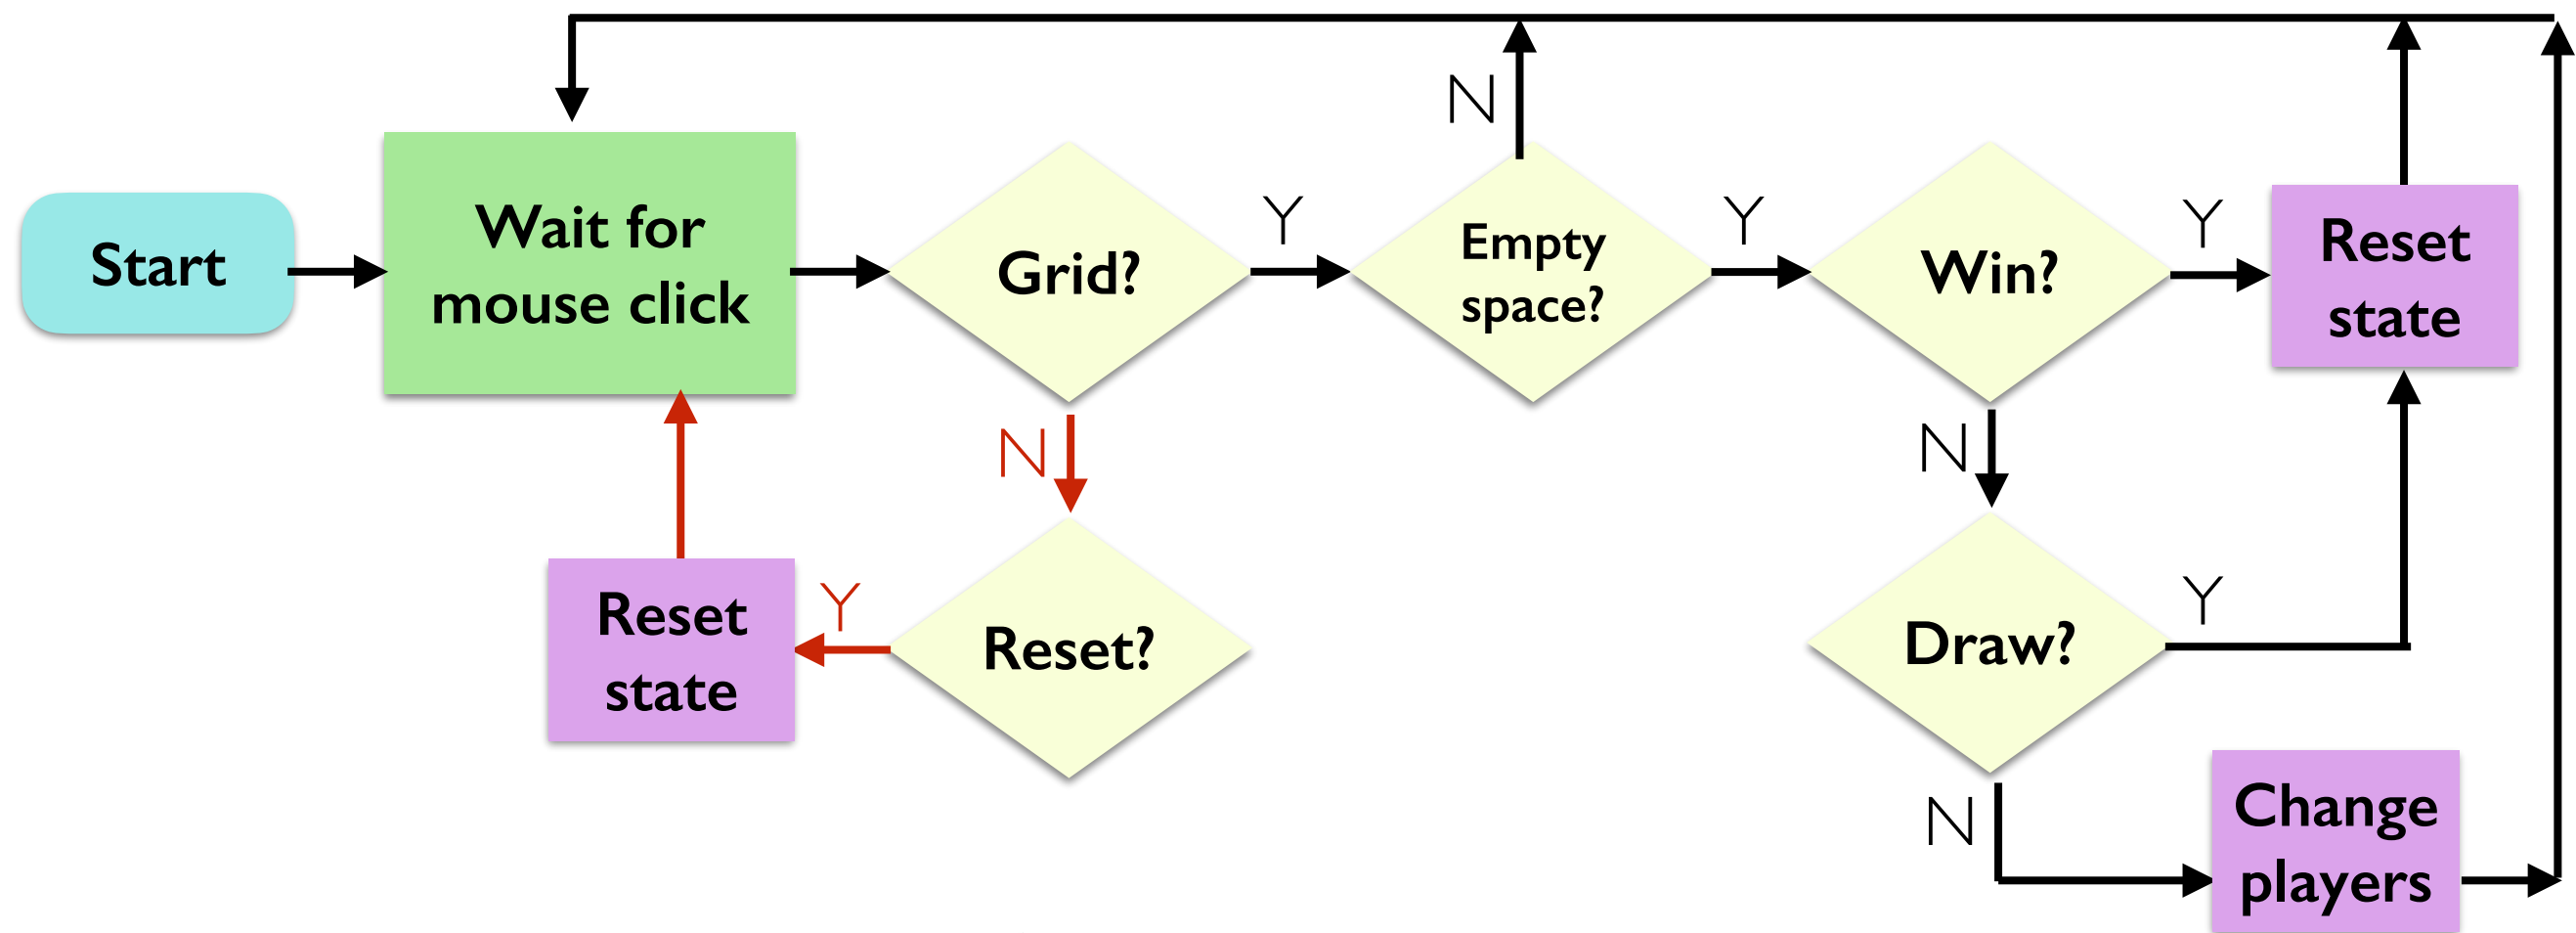 N
Start
Wait for
mouse click
Grid?
Y
Empty
space?
Y
Win?
Y
Reset
state
N
N
Reset
state
Y
Reset?
Draw?
Y
N
Change
players